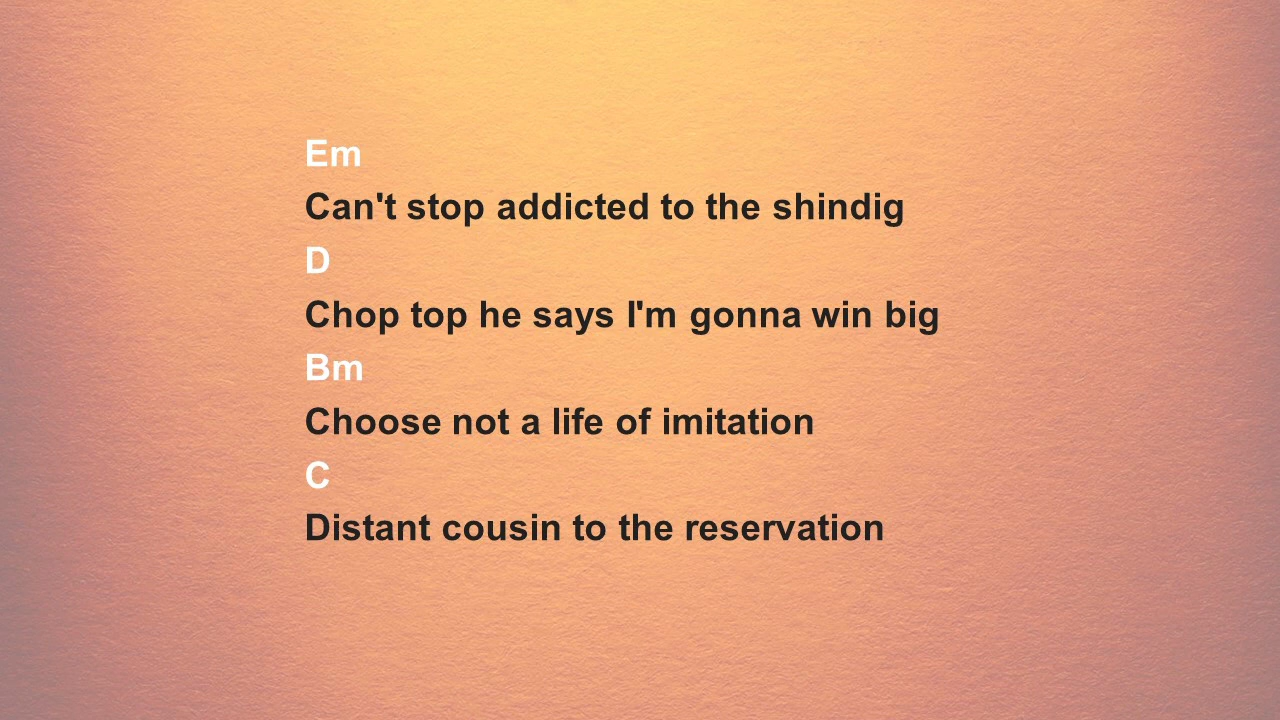 Em
Can't stop addicted to the shindig
D
Chop top he says I'm gonna win big
Bm
Choose not a life of imitation
C
Distant cousin to the reservation